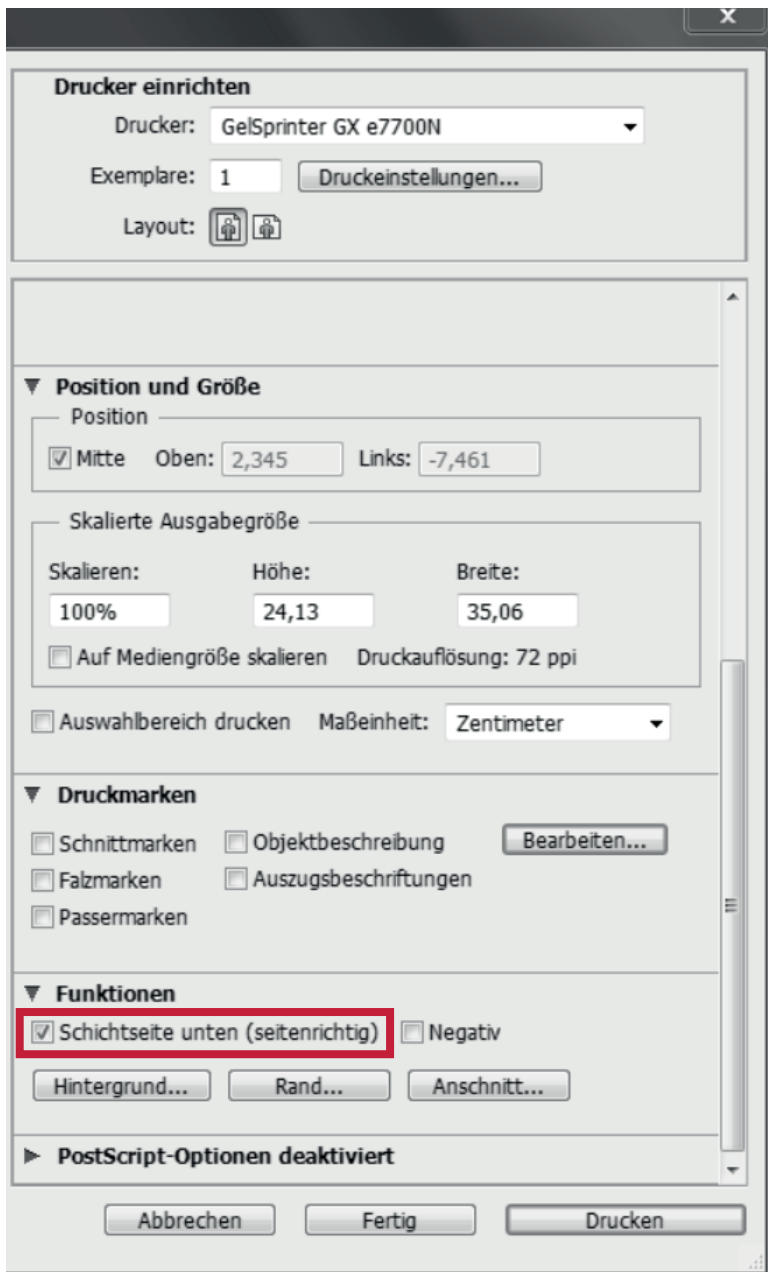 x
Drucker einrichten
Drucker: GelSprinter GX e7700N
Exemplare: 1 Druckeinstellungen...
Layout:
Position und Größe
Position
Mitte Oben: 2,345 Links: -7,461
Skalierte Ausgabegröße
Skalieren: Höhe: Breite:
100% 24,13 35,06
Auf Mediengröße skalieren Druckauflösung: 72 ppi
Auswahlbereich drucken Maßeinheit: Zentimeter
Druckmarken
Schnittmarken Objektbeschreibung Bearbeiten...
Falzmarken Auszugsbeschriftungen
Passermarken
Funktionen
Schichtseite unten (seitenrichtig) Negativ
Hintergrund... Rand... Anschnitt...
PostScript-Optionen deaktiviert
Abbrechen Fertig Drucken